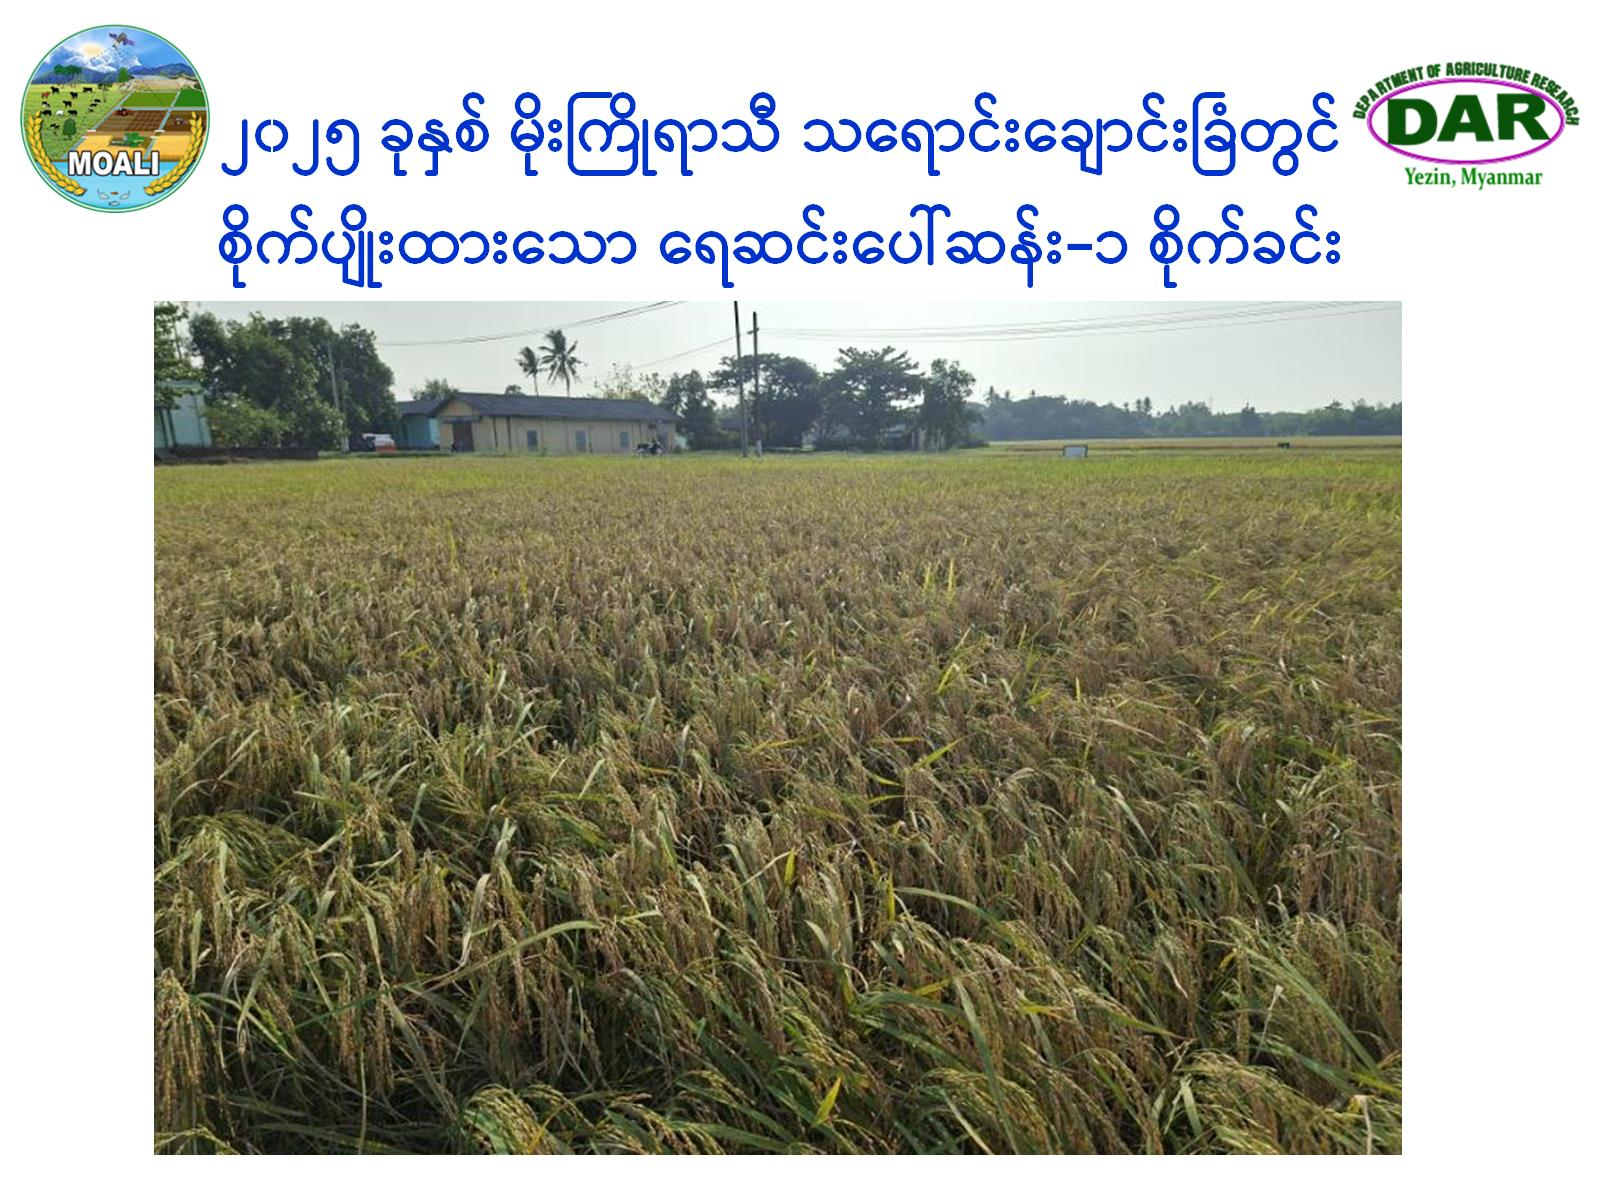 MOALI
၂၀၂၅ ခုနှစ် မိုးကြိုရာသီ သရောင်းချောင်းခြံတွင်
စိုက်ပျိုးထားသော ရေဆင်းပေါ်ဆန်း-၁ စိုက်ခင်း
DEPARTMENT OF AGRICULTURE RESEARCH
DAR
Yezin, Myanmar